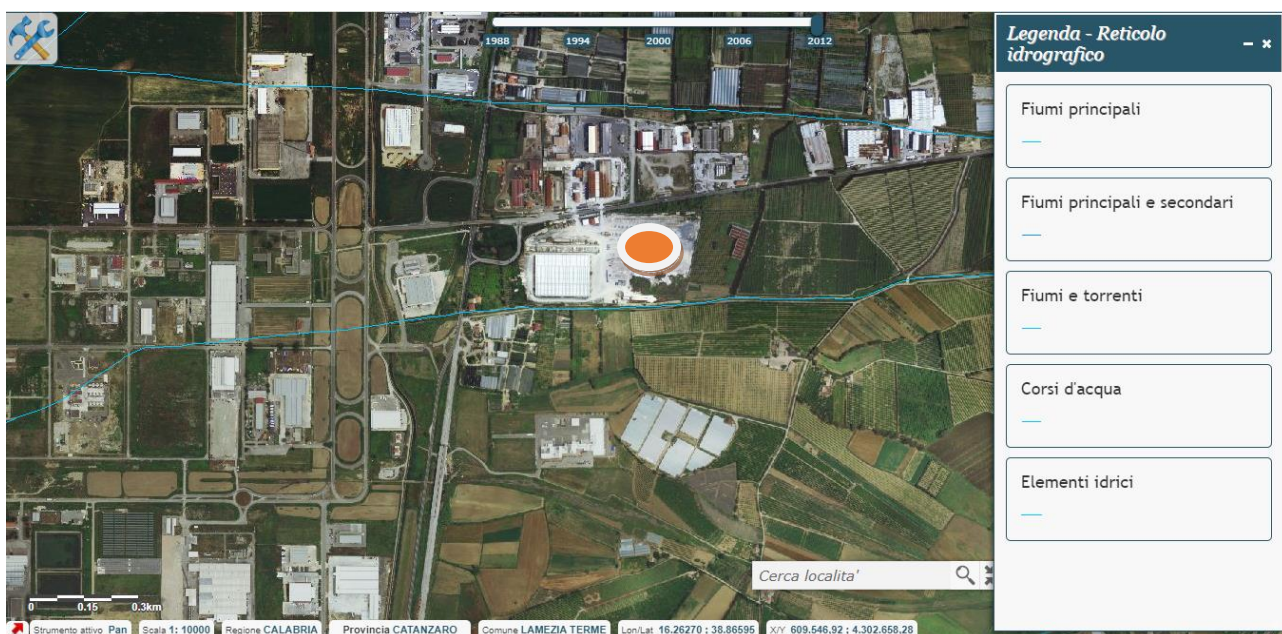 1988 1994 2000 2006 2012
Legenda - Reticolo
idrografico
Fiumi principali
Fiumi principali e secondari
Fiumi e torrenti
Corsi d'acqua
Elementi idrici
Cerca localita'
0 0.15 0.3km
Strumento attivo Pan Scala 1: 10000 Regione CALABRIA Provincia CATANZARO Comune LAMEZIA TERME Lon/Lat 16.26270 : 38.86595 X/Y 609.546,92 : 4.302.658,28